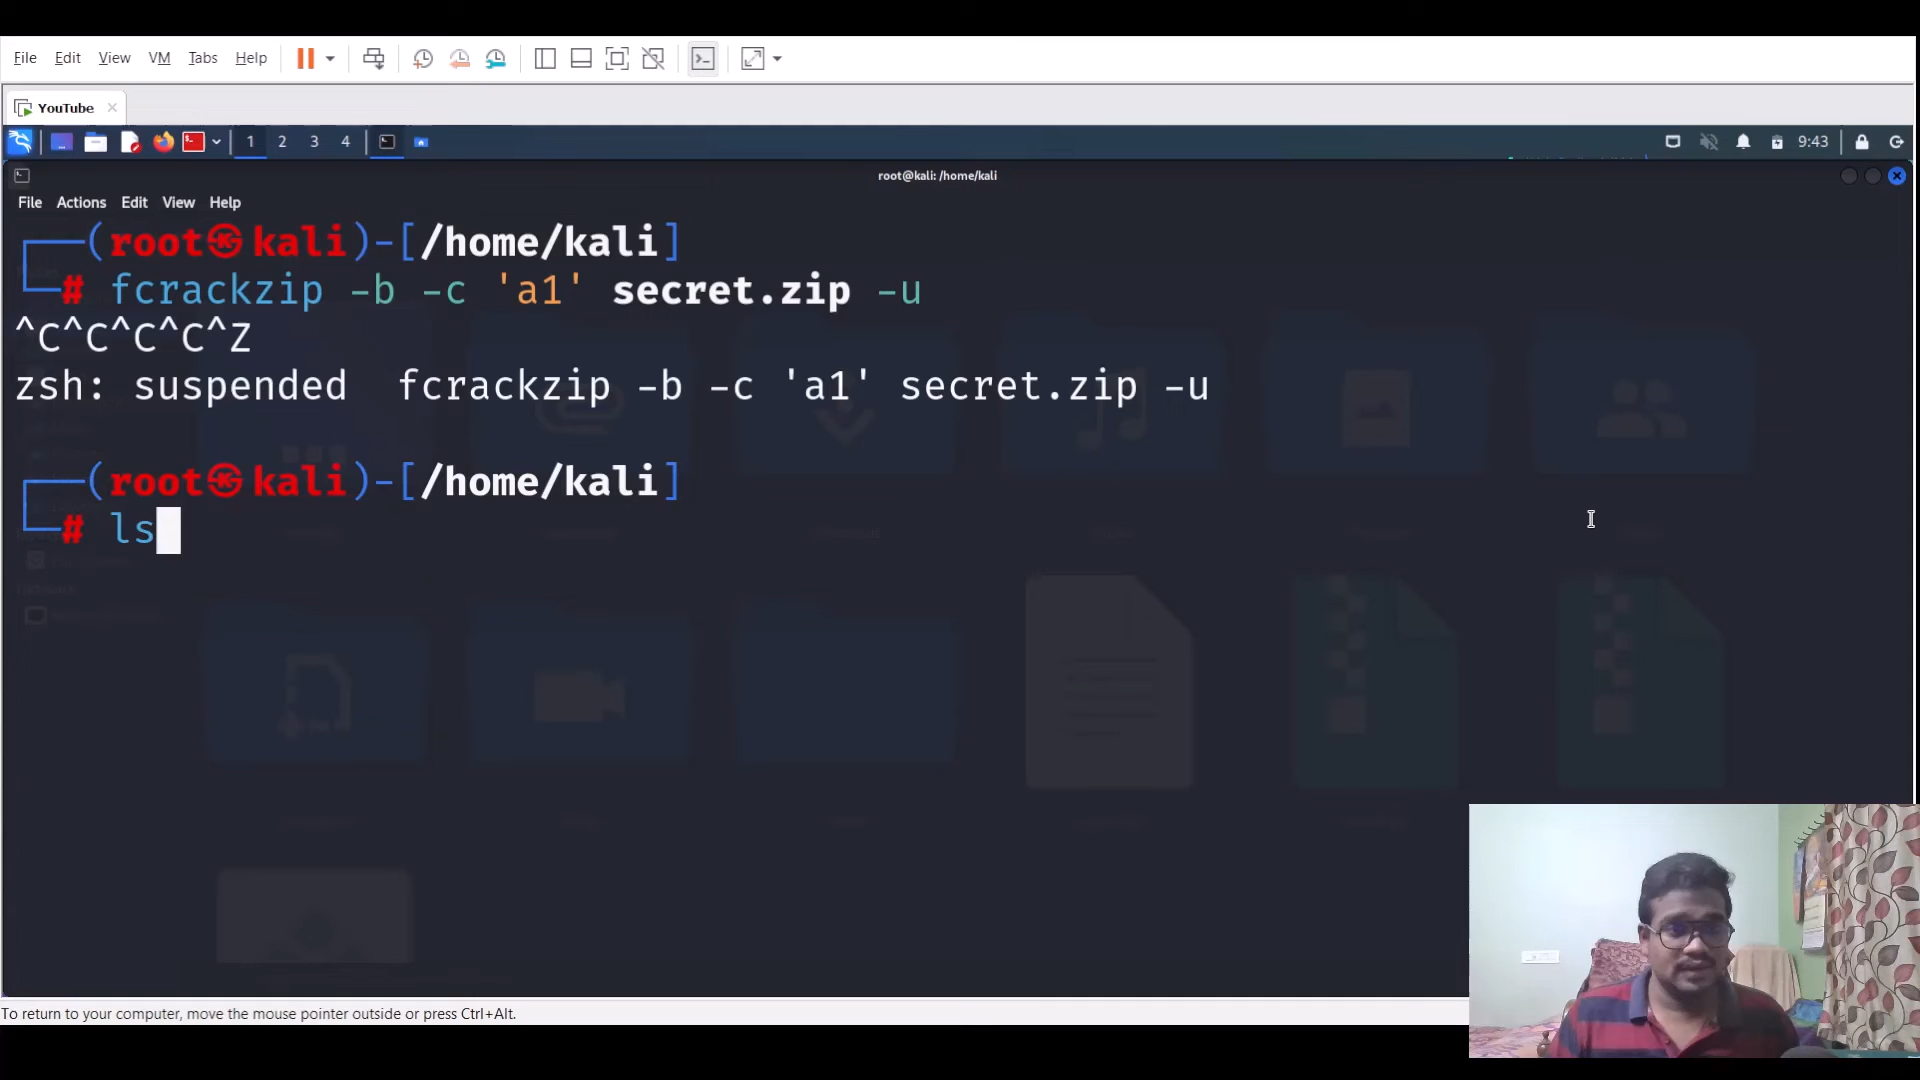 File Edit View VM Tabs Help
YouTube
1 2 3 4 9:43
root@kali: /home/kali
File Actions Edit View Help
(root㉿kali)-[/home/kali]
# fcrackzip -b -c 'a1' secret.zip -u
^C^C^C^C^Z
zsh: suspended  fcrackzip -b -c 'a1' secret.zip -u
(root㉿kali)-[/home/kali]
# ls
To return to your computer, move the mouse pointer outside or press Ctrl+Alt.